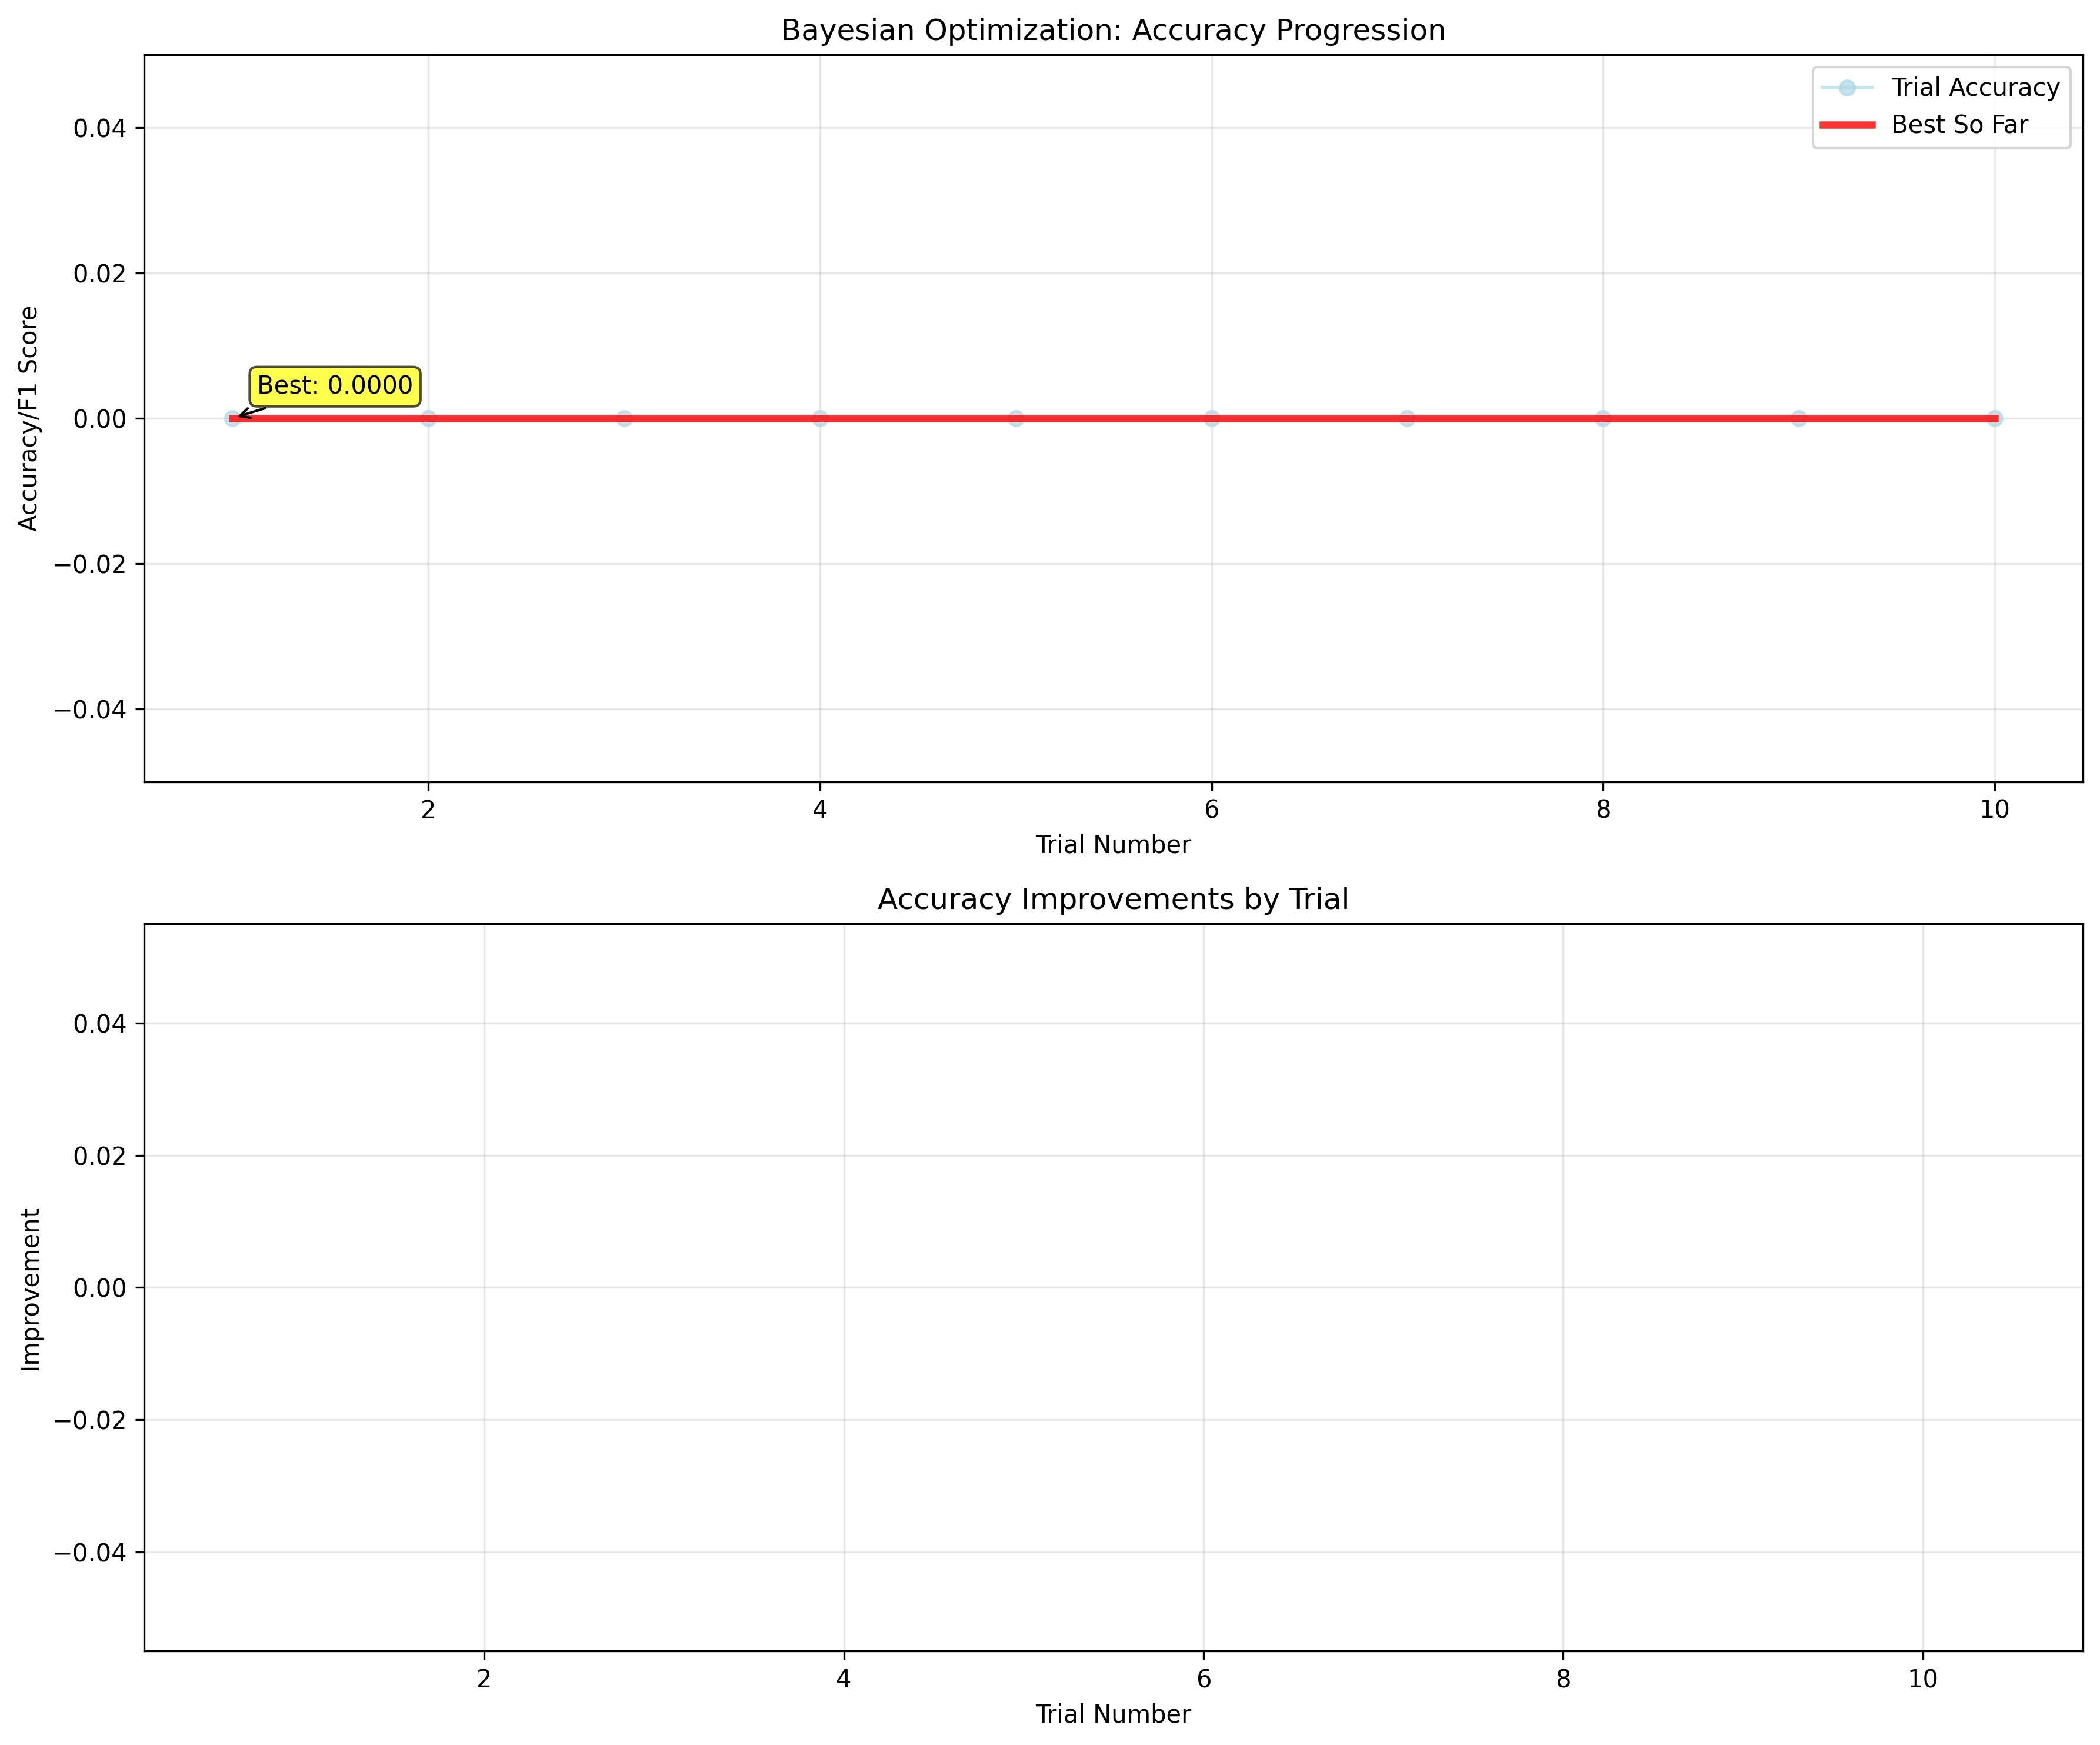 Bayesian Optimization: Accuracy Progression
Trial Accuracy
Best So Far
Accuracy/F1 Score
0.04
0.02
0.00
−0.02
−0.04
Best: 0.0000
2 4 6 8 10
Trial Number
Accuracy Improvements by Trial
Improvement
0.04
0.02
0.00
−0.02
−0.04
2 4 6 8 10
Trial Number